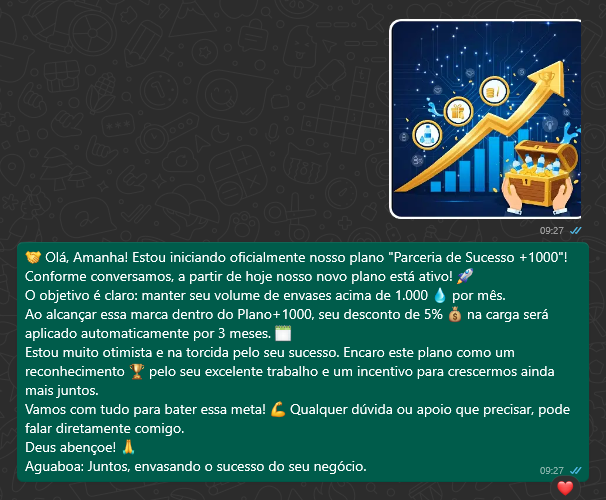 09:27
🤝 Olá, Amanha! Estou iniciando oficialmente nosso plano "Parceria de Sucesso +1000"!
Conforme conversamos, a partir de hoje nosso novo plano está ativo! 🚀
O objetivo é claro: manter seu volume de envases acima de 1.000 💧 por mês.
Ao alcançar essa marca dentro do Plano+1000, seu desconto de 5% 💰 na carga será
aplicado automaticamente por 3 meses. 🗓️
Estou muito otimista e na torcida pelo seu sucesso. Encaro este plano como um
reconhecimento 🏆 pelo seu excelente trabalho e um incentivo para crescermos ainda
mais juntos.
Vamos com tudo para bater essa meta! 💪 Qualquer dúvida ou apoio que precisar, pode
falar diretamente comigo.
Deus abençoe! 🙏
Aguaboa: Juntos, envasando o sucesso do seu negócio.
09:27